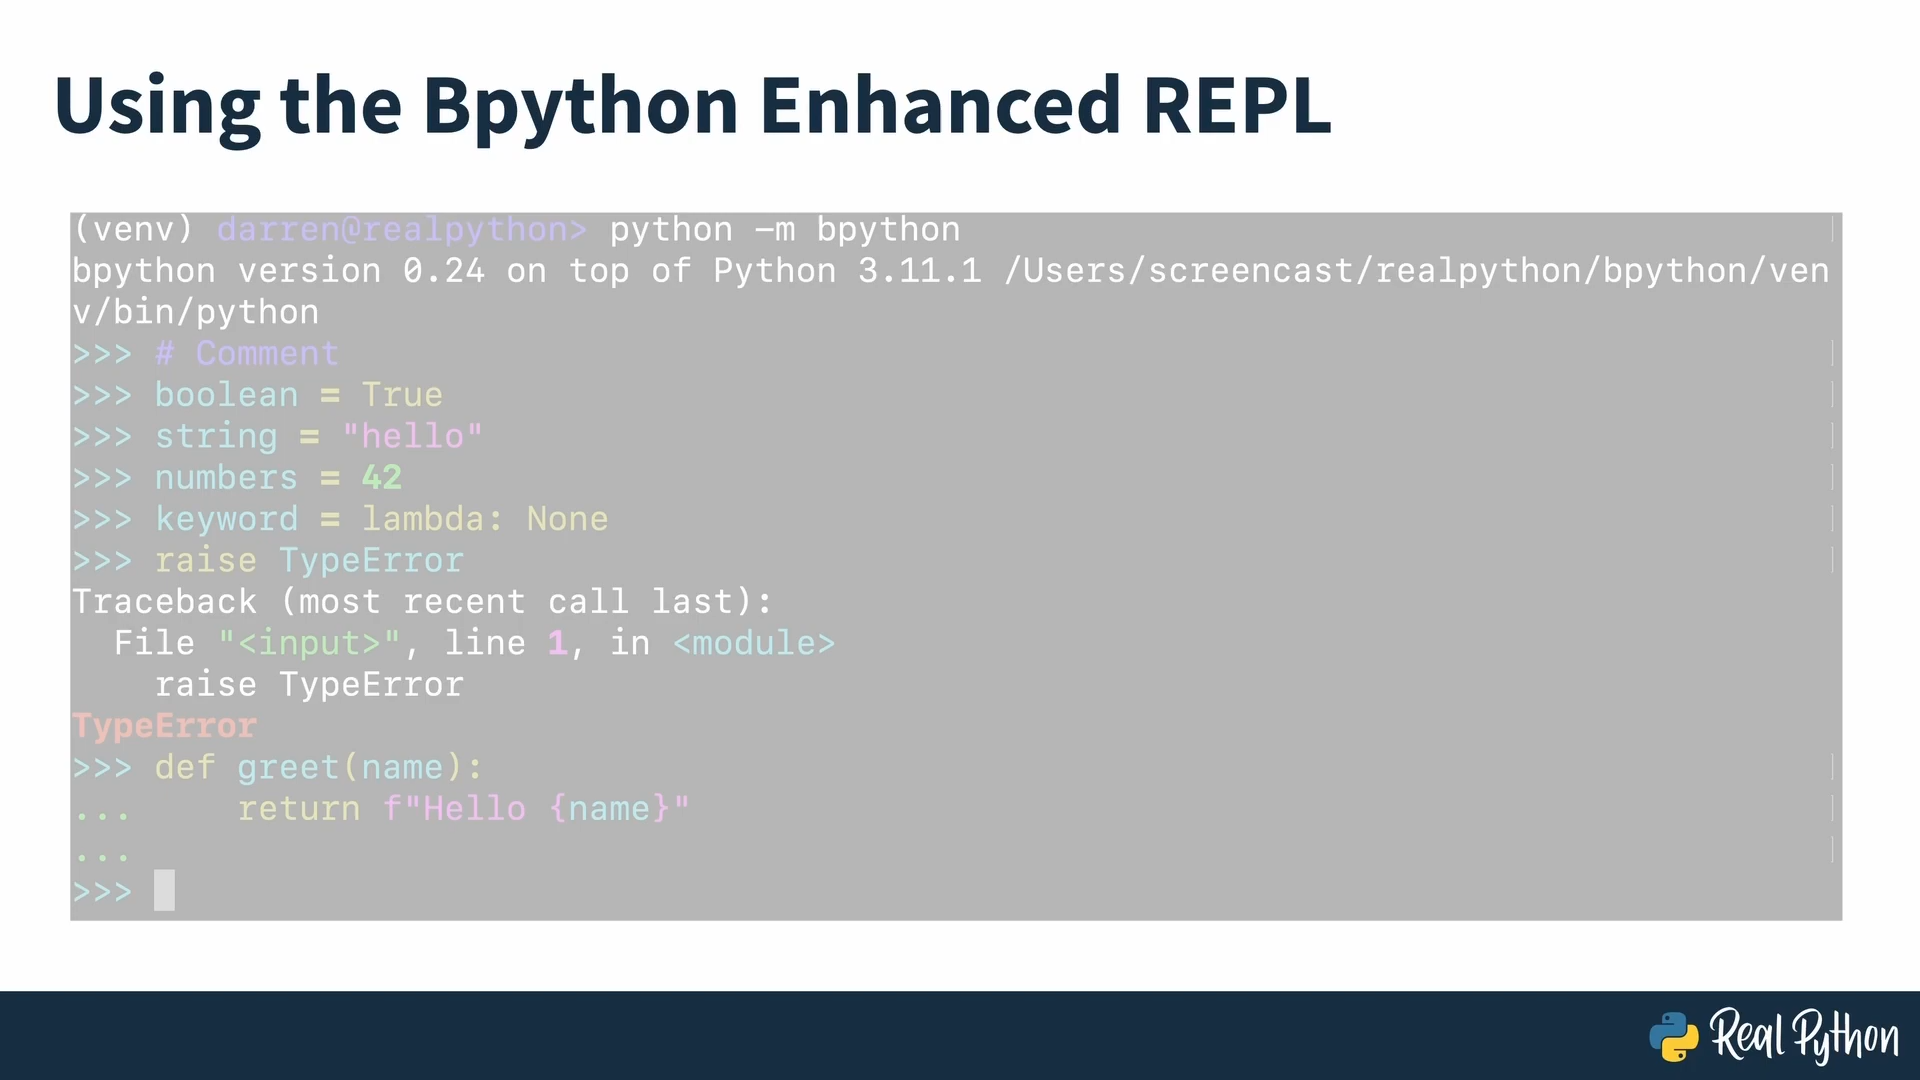 Using the Bpython Enhanced REPL
(venv) darren@realpython> python -m bpython
bpython version 0.24 on top of Python 3.11.1 /Users/screencast/realpython/bpython/ven
v/bin/python
>>> # Comment
>>> boolean = True
>>> string = "hello"
>>> numbers = 42
>>> keyword = lambda: None
>>> raise TypeError
Traceback (most recent call last):
  File "<input>", line 1, in <module>
    raise TypeError
TypeError
>>> def greet(name):
...     return f"Hello {name}"
...
>>>
Real Python